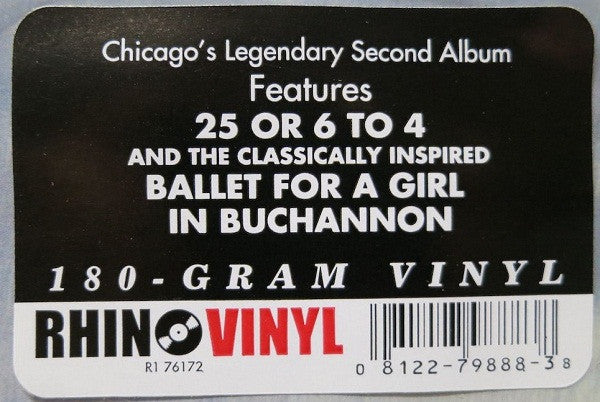 Chicago's Legendary Second Album
Features
25 OR 6 TO 4
AND THE CLASSICALLY INSPIRED
BALLET FOR A GIRL
IN BUCHANNON
180-GRAM VINYL
RHINO VINYL
R1 76172
0 8122-79888-3 8